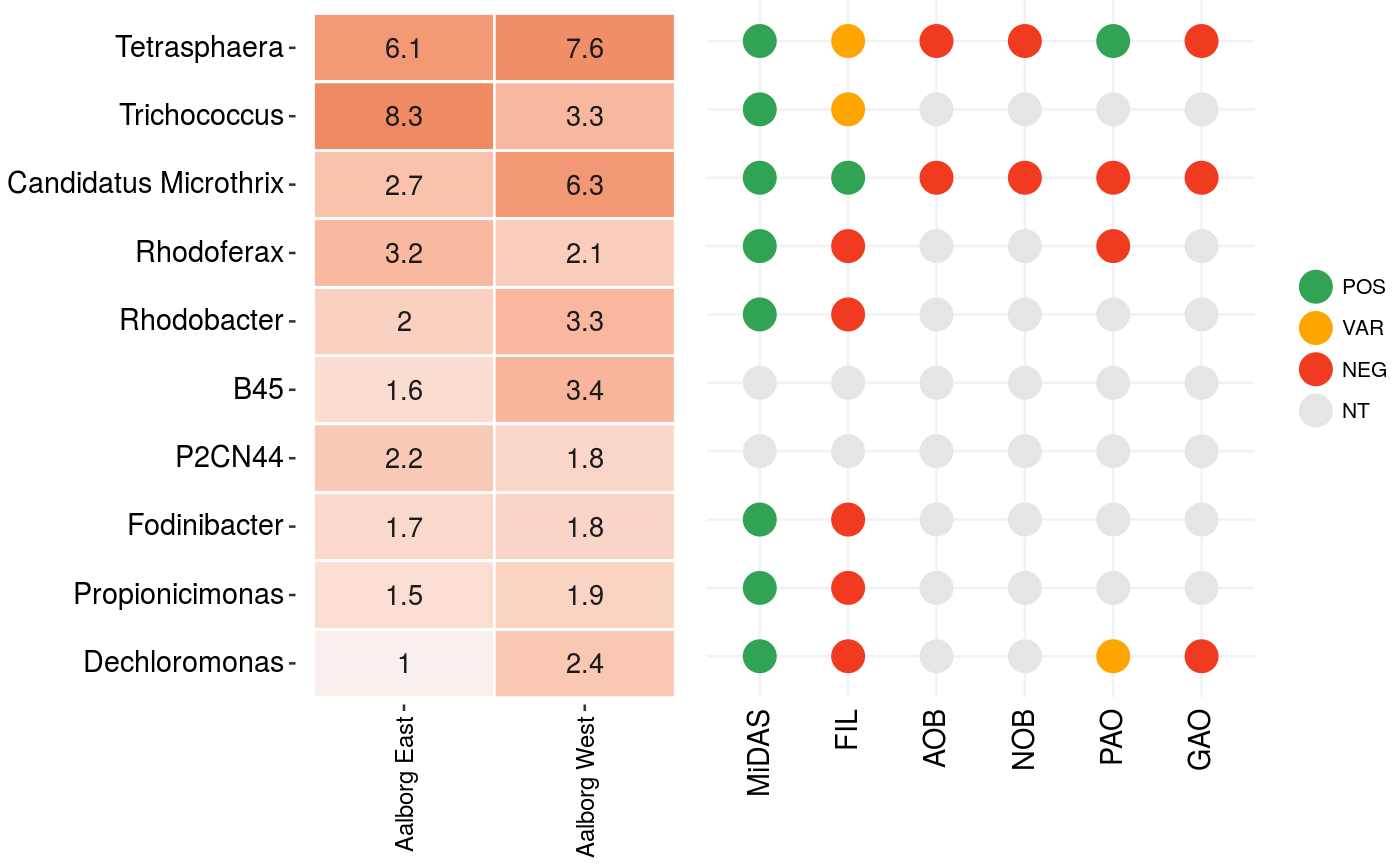 Tetrasphaera 6.1 7.6
Trichococcus 8.3 3.3
Candidatus Microthrix 2.7 6.3
Rhodoferax 3.2 2.1
Rhodobacter 2 3.3
B45 1.6 3.4
P2CN44 2.2 1.8
Fodinibacter 1.7 1.8
Propionicimonas 1.5 1.9
Dechloromonas 1 2.4
Aalborg East
Aalborg West
MiDAS
FIL
AOB
NOB
PAO
GAO
POS
VAR
NEG
NT